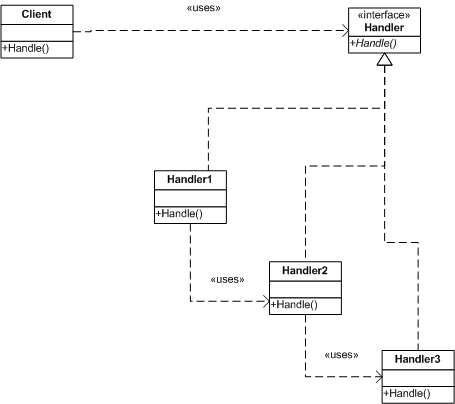 «uses»
Client
+Handle()
«interface»
Handler
+Handle()
Handler1
+Handle()
«uses»
Handler2
+Handle()
«uses»
Handler3
+Handle()